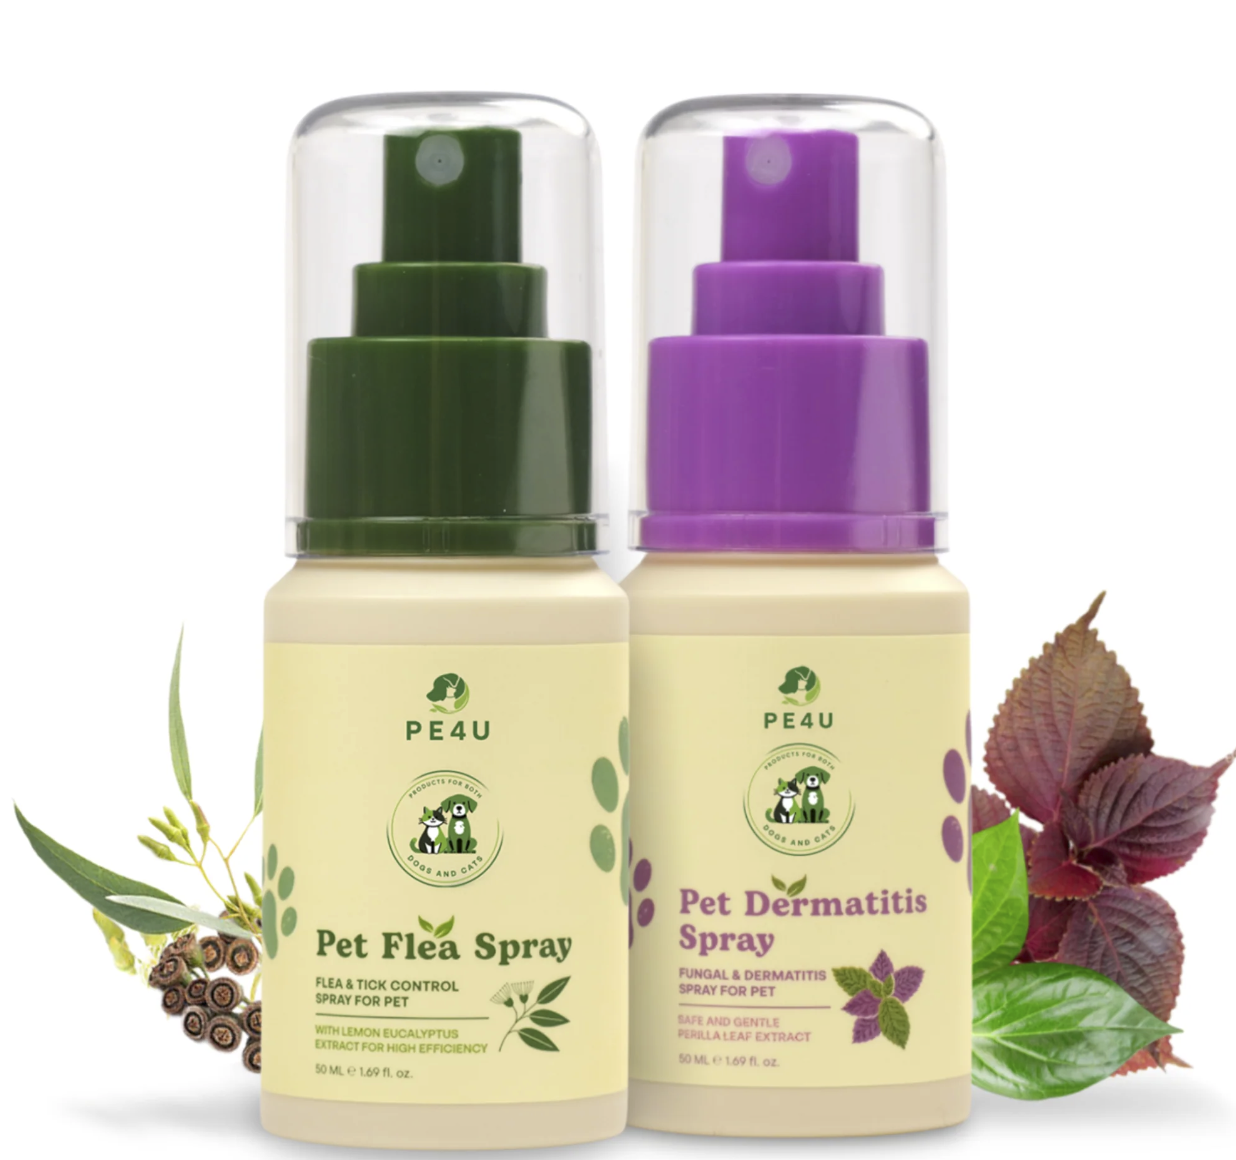 PE4U
PRODUCTS FOR BOTH
DOGS AND CATS
Pet Flea Spray
FLEA & TICK CONTROL
SPRAY FOR PET
WITH LEMON EUCALYPTUS
EXTRACT FOR HIGH EFFICIENCY
50 ML ℮ 1.69 fl. oz.
PE4U
PRODUCTS FOR BOTH
DOGS AND CATS
Pet Dermatitis
Spray
FUNGAL & DERMATITIS
SPRAY FOR PET
SAFE AND GENTLE
PERILLA LEAF EXTRACT
50 ML ℮ 1.69 fl. oz.